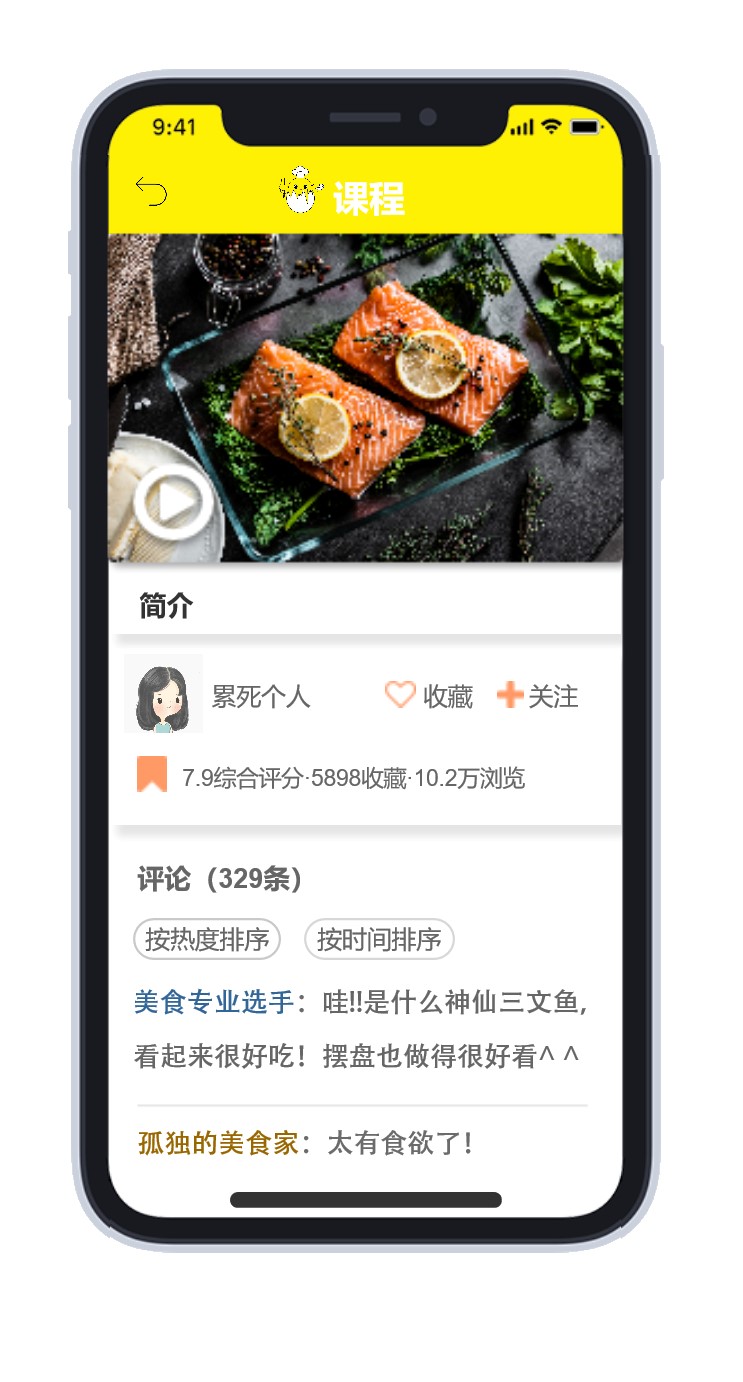 9:41
课程
简介
累死个人 收藏 关注
7.9综合评分·5898收藏·10.2万浏览
评论（329条）
按热度排序 按时间排序
美食专业选手：哇!!是什么神仙三文鱼,
看起来很好吃！摆盘也做得很好看^ ^
孤独的美食家：太有食欲了！